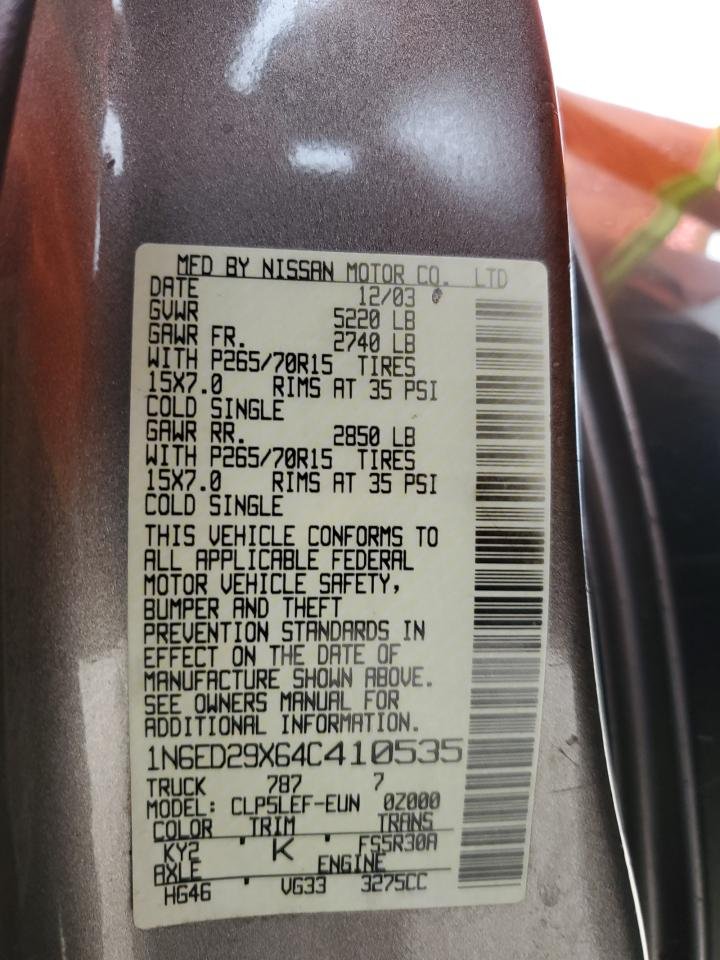 MFD BY NISSAN MOTOR CO. LTD
DATE 12/03
GVWR 5220 LB
GAWR FR. 2740 LB
WITH P265/70R15 TIRES
15X7.0 RIMS AT 35 PSI
COLD SINGLE
GAWR RR. 2850 LB
WITH P265/70R15 TIRES
15X7.0 RIMS AT 35 PSI
COLD SINGLE
THIS VEHICLE CONFORMS TO
ALL APPLICABLE FEDERAL
MOTOR VEHICLE SAFETY,
BUMPER AND THEFT
PREVENTION STANDARDS IN
EFFECT ON THE DATE OF
MANUFACTURE SHOWN ABOVE.
SEE OWNERS MANUAL FOR
ADDITIONAL INFORMATION.
1N6ED29X64C410535
TRUCK 787 7
MODEL: CLP5LEF-EUN 0Z000
COLOR TRIM TRANS
KY2 K FS5R30A
AXLE ENGINE
HG46 VG33 3275CC